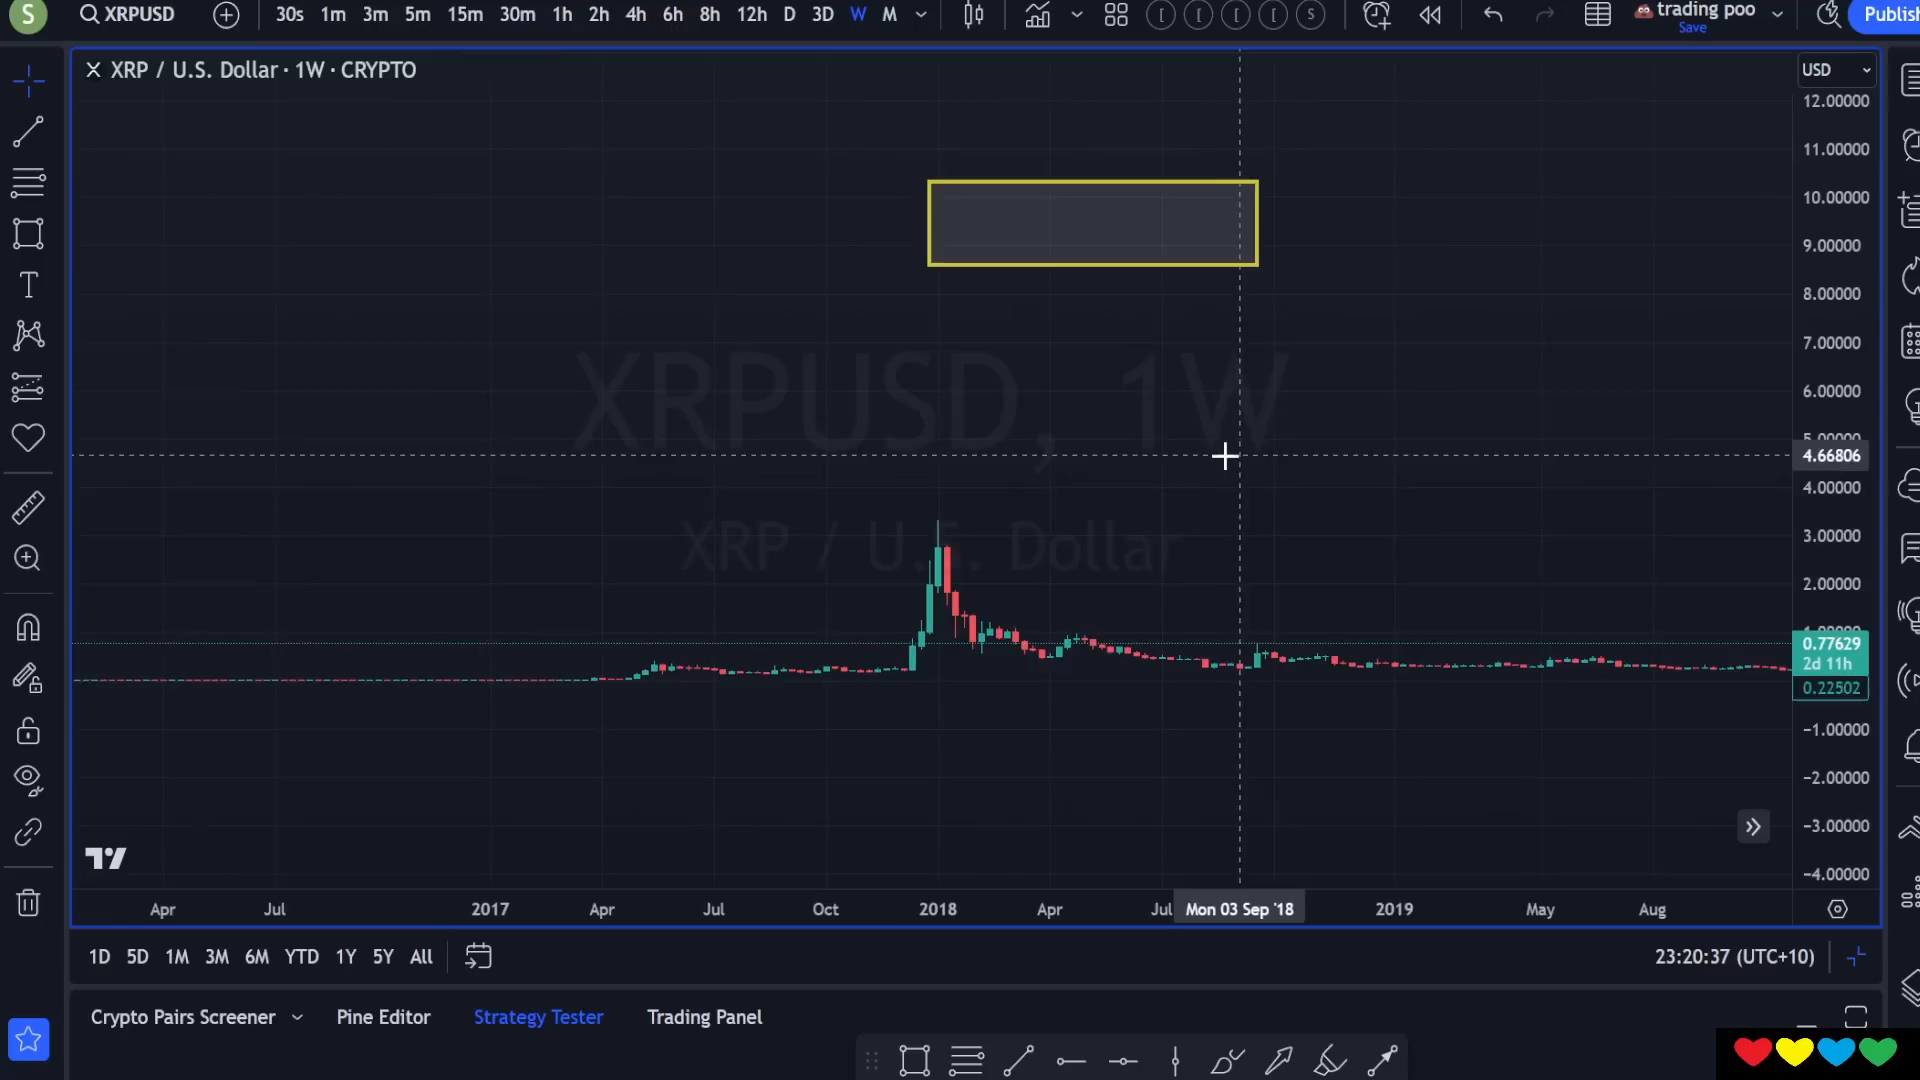 S
XRPUSD
30s 1m 3m 5m 15m 30m 1h 2h 4h 6h 8h 12h D 3D W M
[ [ [ [ S
trading poo
Save
Publish
XRP / U.S. Dollar · 1W · CRYPTO
USD
12.00000
11.00000
10.00000
9.00000
8.00000
7.00000
6.00000
5.00000
4.66806
4.00000
3.00000
2.00000
1.00000
0.77629
2d 11h
0.22502
-1.00000
-2.00000
-3.00000
-4.00000
XRPUSD, 1W
XRP / U.S. Dollar
Apr Jul 2017 Apr Jul Oct 2018 Apr Jul Mon 03 Sep '18 2019 May Aug
1D 5D 1M 3M 6M YTD 1Y 5Y All
23:20:37 (UTC+10)
Crypto Pairs Screener Pine Editor Strategy Tester Trading Panel